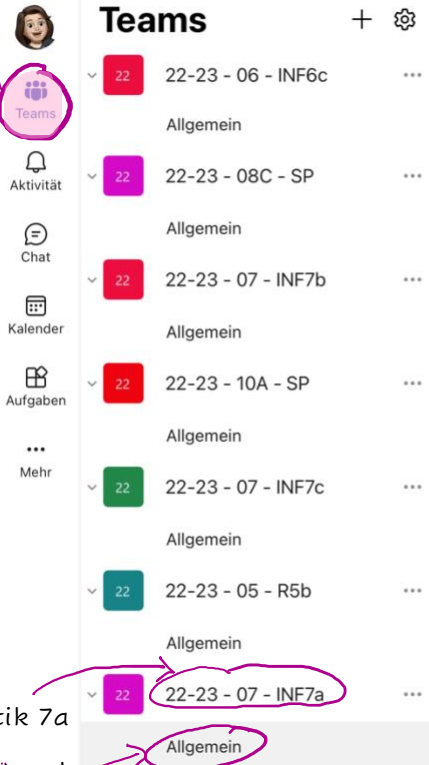 Teams
Teams
22 22-23 - 06 - INF6c
Allgemein
Aktivität
22 22-23 - 08C - SP
Allgemein
Chat
22 22-23 - 07 - INF7b
Kalender
Allgemein
22 22-23 - 10A - SP
Aufgaben
Allgemein
Mehr
22 22-23 - 07 - INF7c
Allgemein
22 22-23 - 05 - R5b
Allgemein
22 22-23 - 07 - INF7a
7a
Allgemein